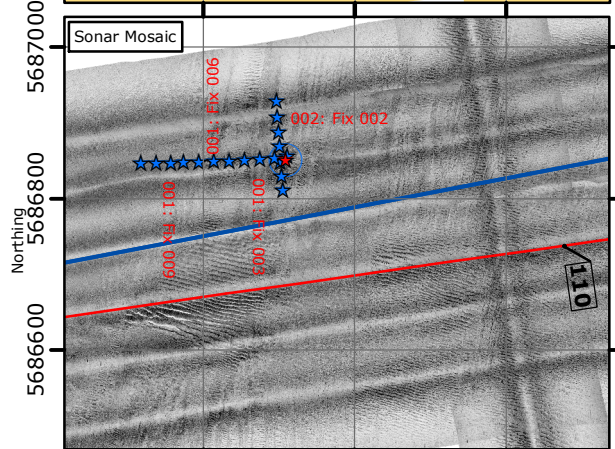 Sonar Mosaic
5687000
5686800
5686600
Northing
001: Fix 006
002: Fix 002
001: Fix 009
001: Fix 003
110